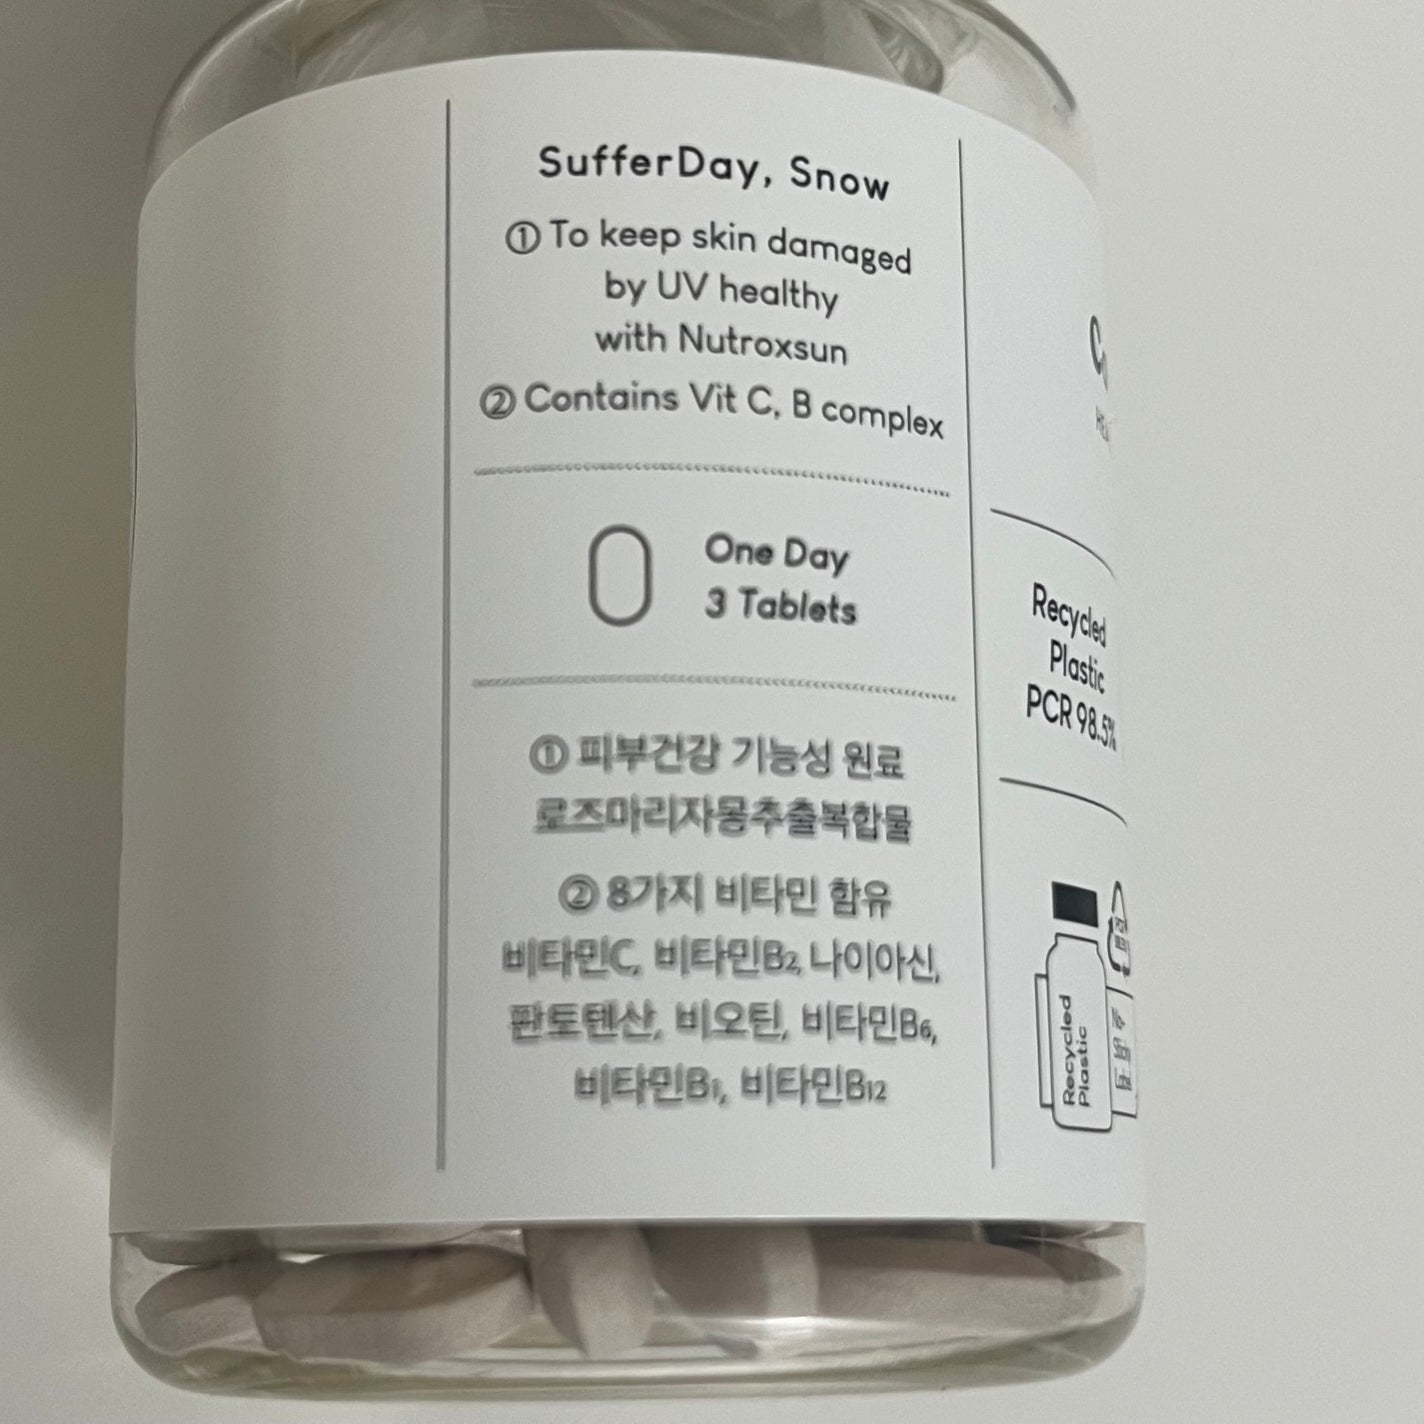 SufferDay, Snow
① To keep skin damaged
by UV healthy
with Nutroxsun
② Contains Vit C, B complex
One Day
3 Tablets
① 피부건강 기능성 원료
로즈마리자몽추출복합물
② 8가지 비타민 함유
비타민C, 비타민B2, 나이아신,
판토텐산, 비오틴, 비타민B6,
비타민B1, 비타민B12
Recycled
Plastic
PCR 98.5%
Recycled
Plastic